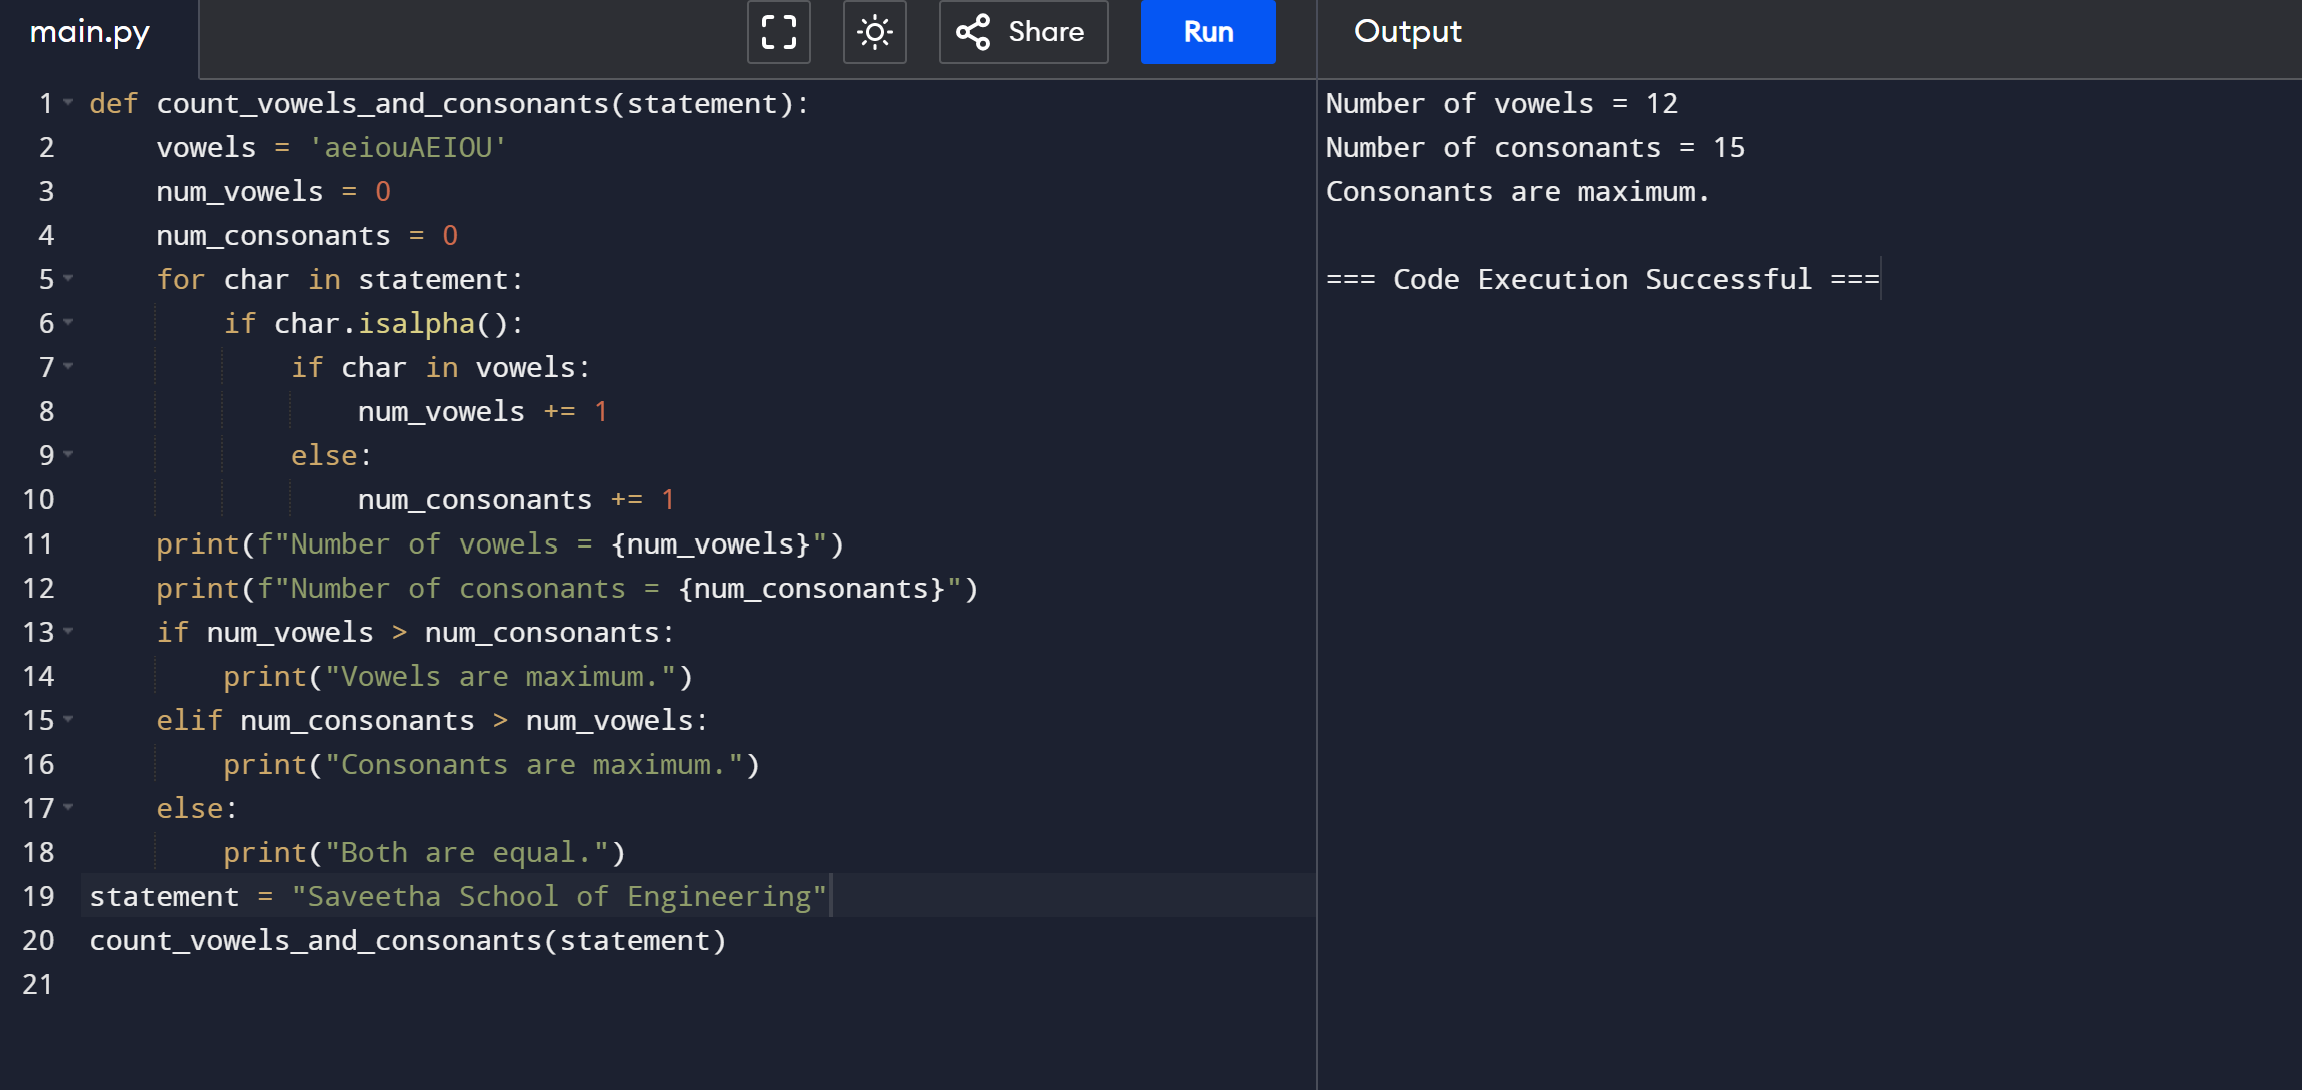 main.py
Share
Run
Output
1 def count_vowels_and_consonants(statement):
2     vowels = 'aeiouAEIOU'
3     num_vowels = 0
4     num_consonants = 0
5     for char in statement:
6         if char.isalpha():
7             if char in vowels:
8                 num_vowels += 1
9             else:
10                 num_consonants += 1
11     print(f"Number of vowels = {num_vowels}")
12     print(f"Number of consonants = {num_consonants}")
13     if num_vowels > num_consonants:
14         print("Vowels are maximum.")
15     elif num_consonants > num_vowels:
16         print("Consonants are maximum.")
17     else:
18         print("Both are equal.")
19 statement = "Saveetha School of Engineering"
20 count_vowels_and_consonants(statement)
21
Number of vowels = 12
Number of consonants = 15
Consonants are maximum.
=== Code Execution Successful ===